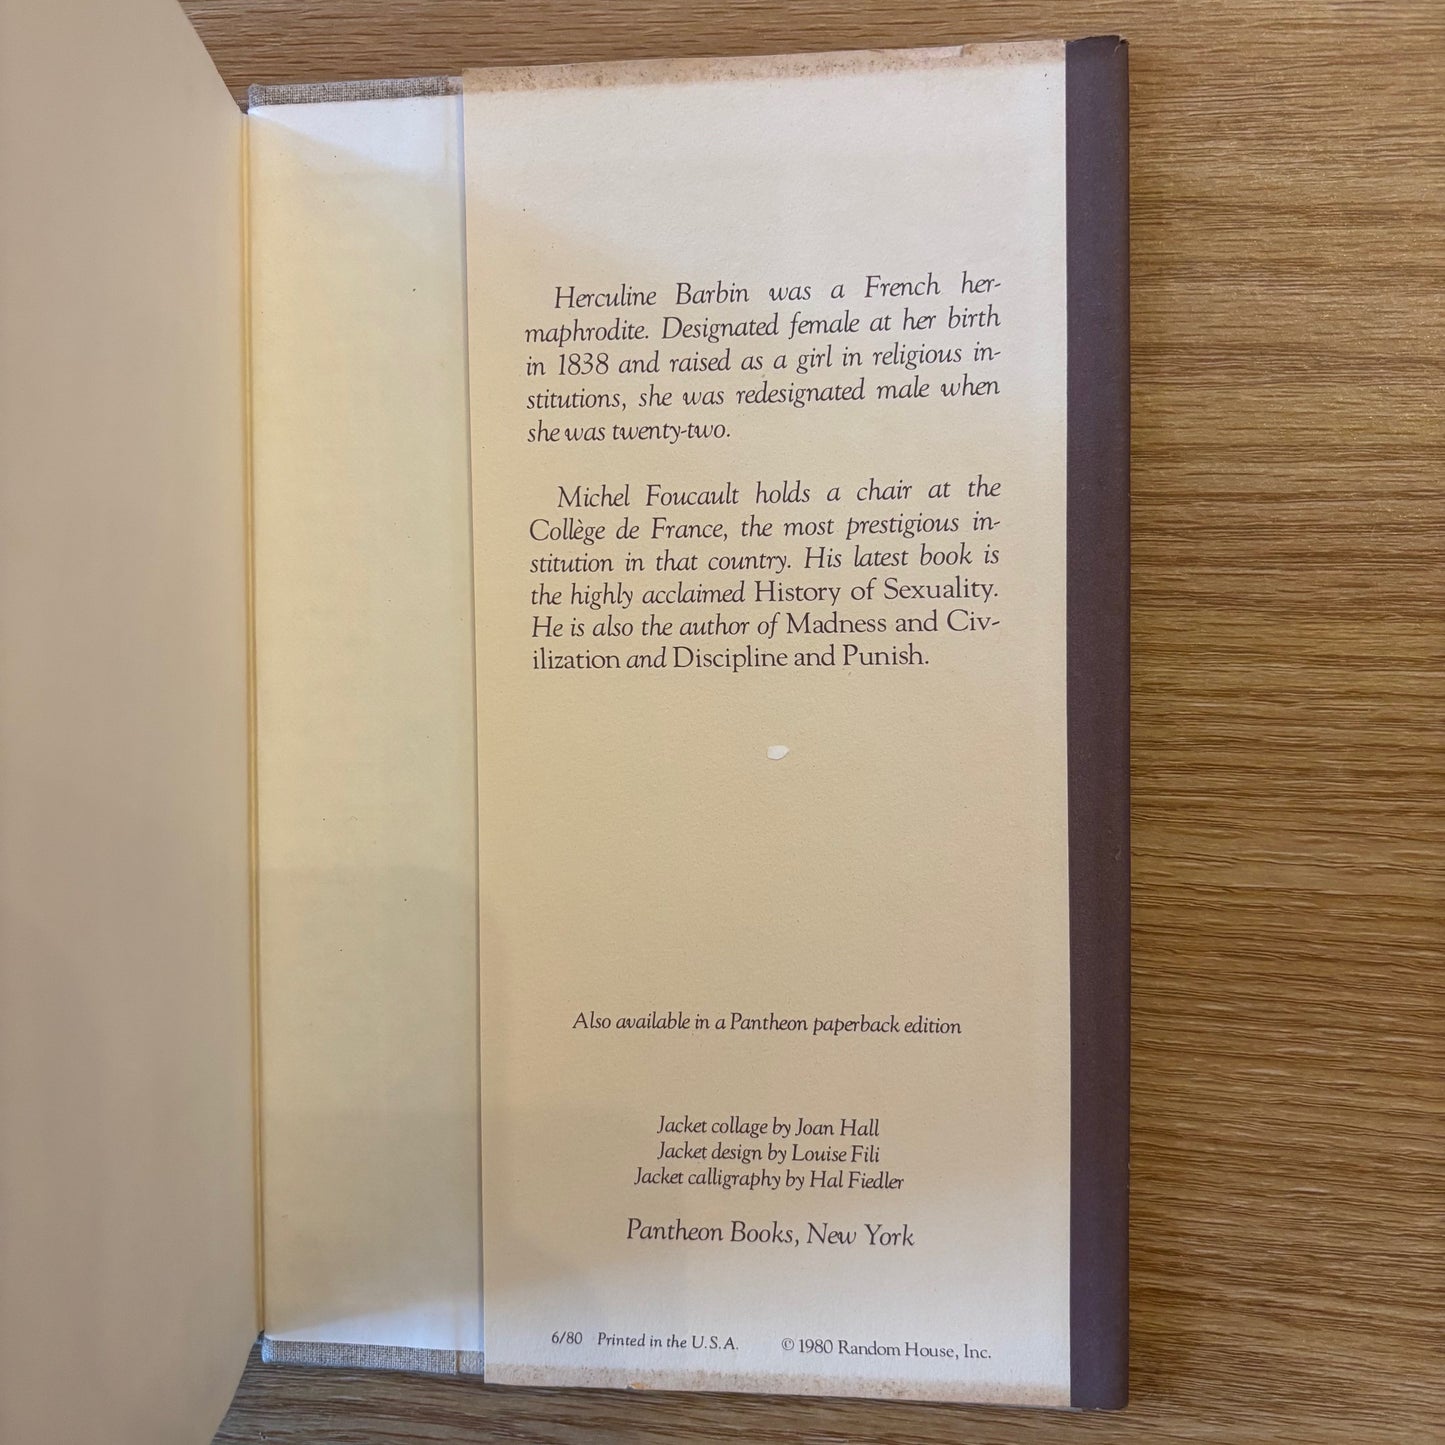 Herculine Barbin was a French her-
maphrodite. Designated female at her birth
in 1838 and raised as a girl in religious in-
stitutions, she was redesignated male when
she was twenty-two.
Michel Foucault holds a chair at the
Collège de France, the most prestigious in-
stitution in that country. His latest book is
the highly acclaimed History of Sexuality.
He is also the author of Madness and Civ-
ilization and Discipline and Punish.
Also available in a Pantheon paperback edition
Jacket collage by Joan Hall
Jacket design by Louise Fili
Jacket calligraphy by Hal Fiedler
Pantheon Books, New York
6/80 Printed in the U.S.A. © 1980 Random House, Inc.